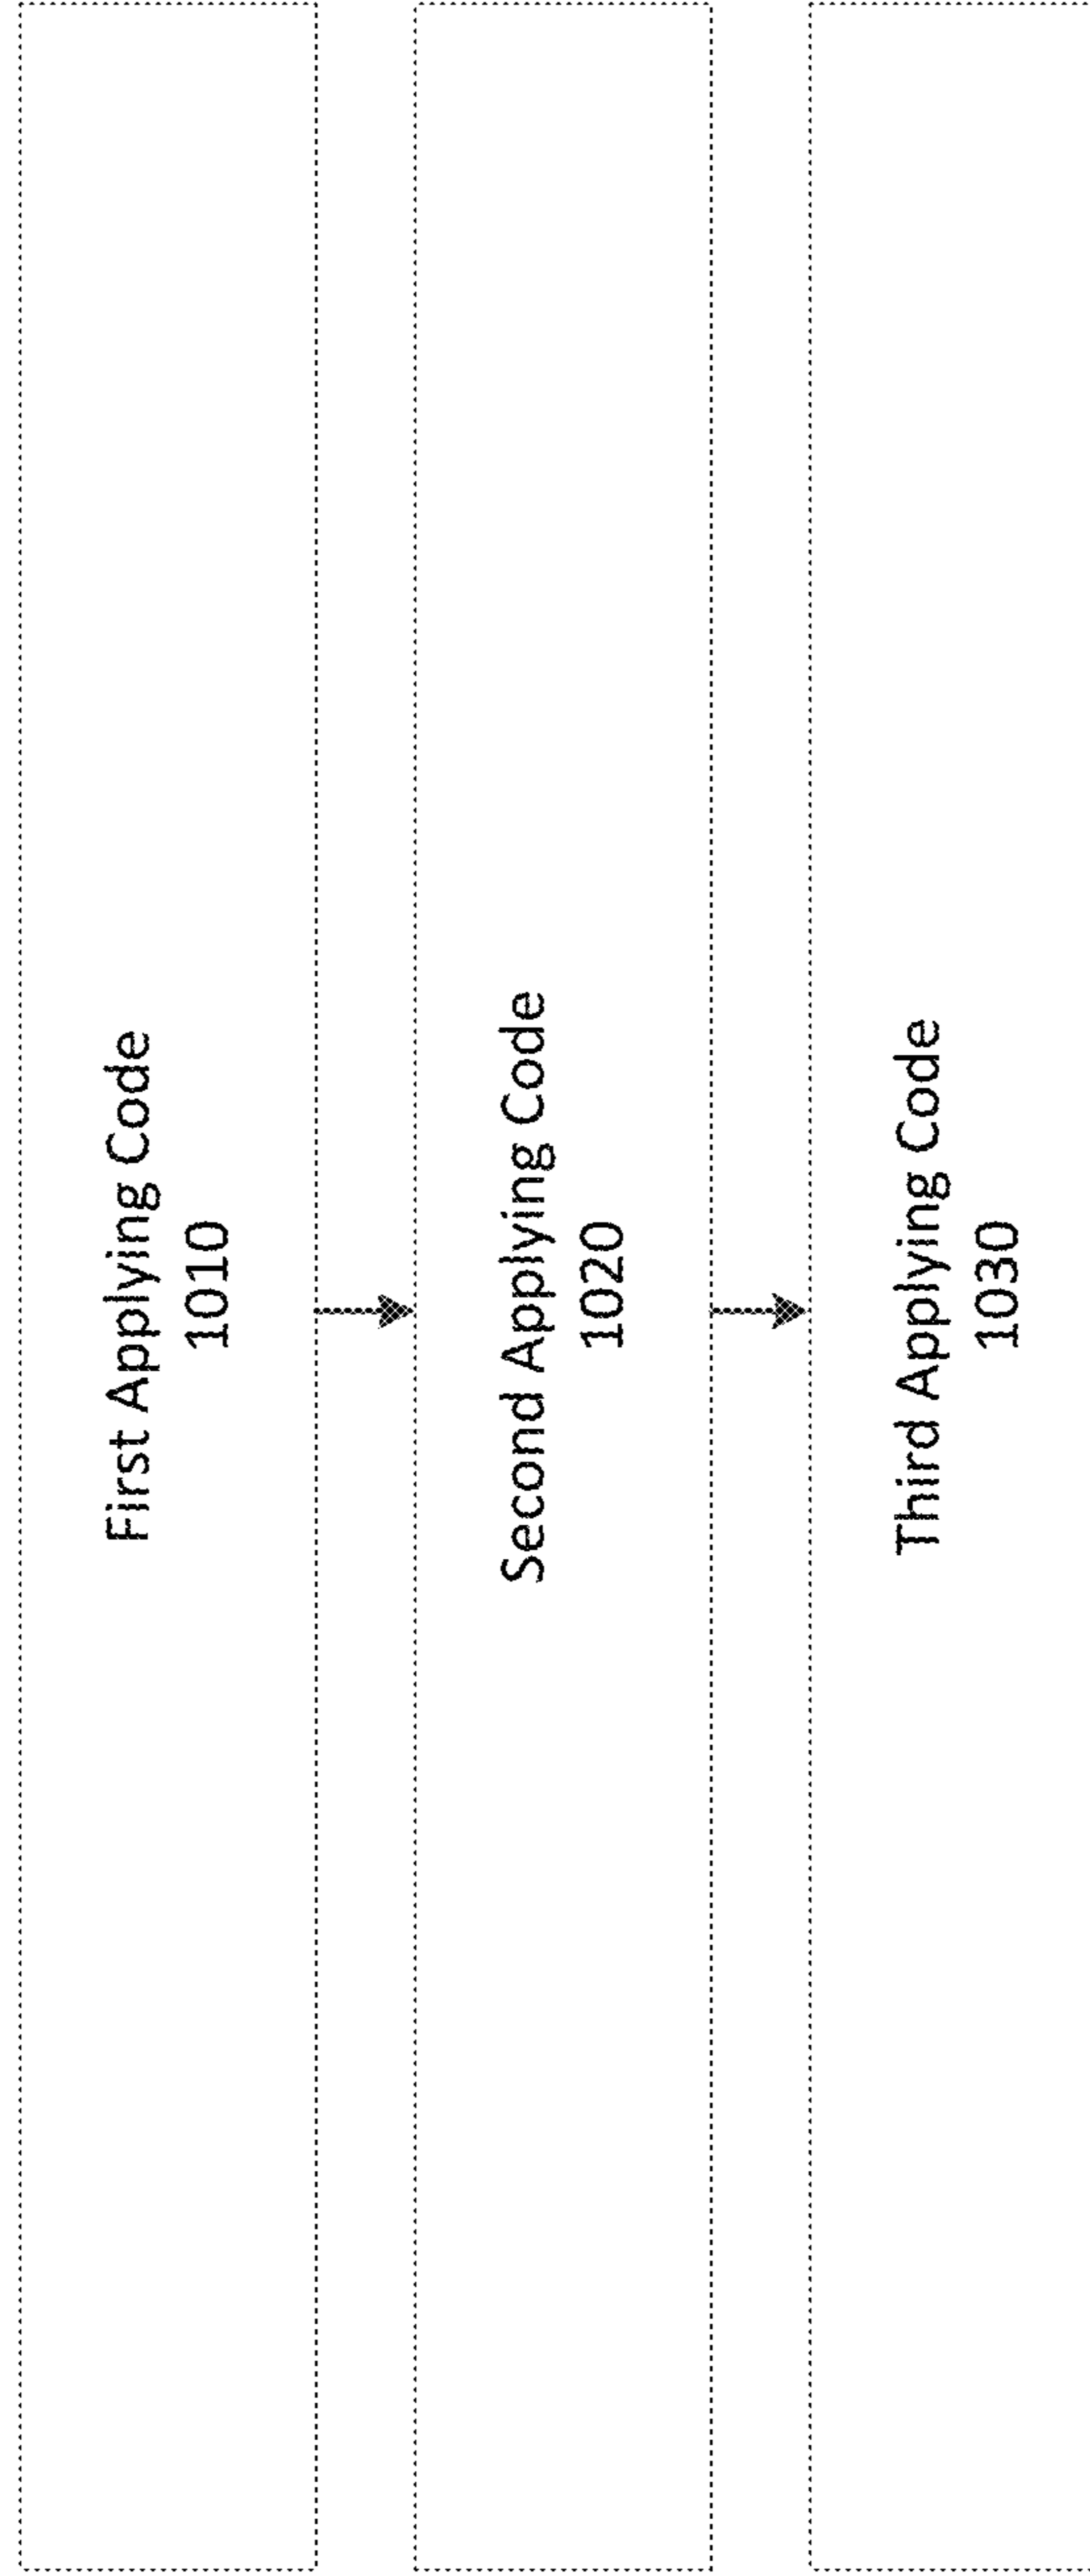 First Applying Code
1010
Second Applying Code
1020
Third Applying Code
1030